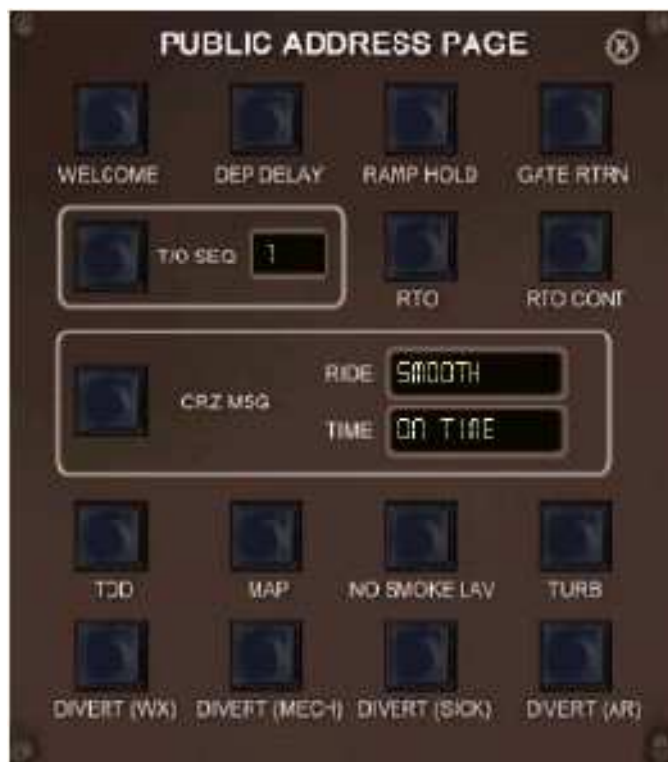 PUBLIC ADDRESS PAGE X
WELCOME DEP DELAY RAMP HOLD GATE RTRN
T/O SEQ 1
RTO RTO CONT
CRZ MSG
RIDE SMOOTH
TIME ON TIME
TOD MAP NO SMOKE LAV TURB
DIVERT (WX) DIVERT (MECH) DIVERT (SICK) DIVERT (AR)